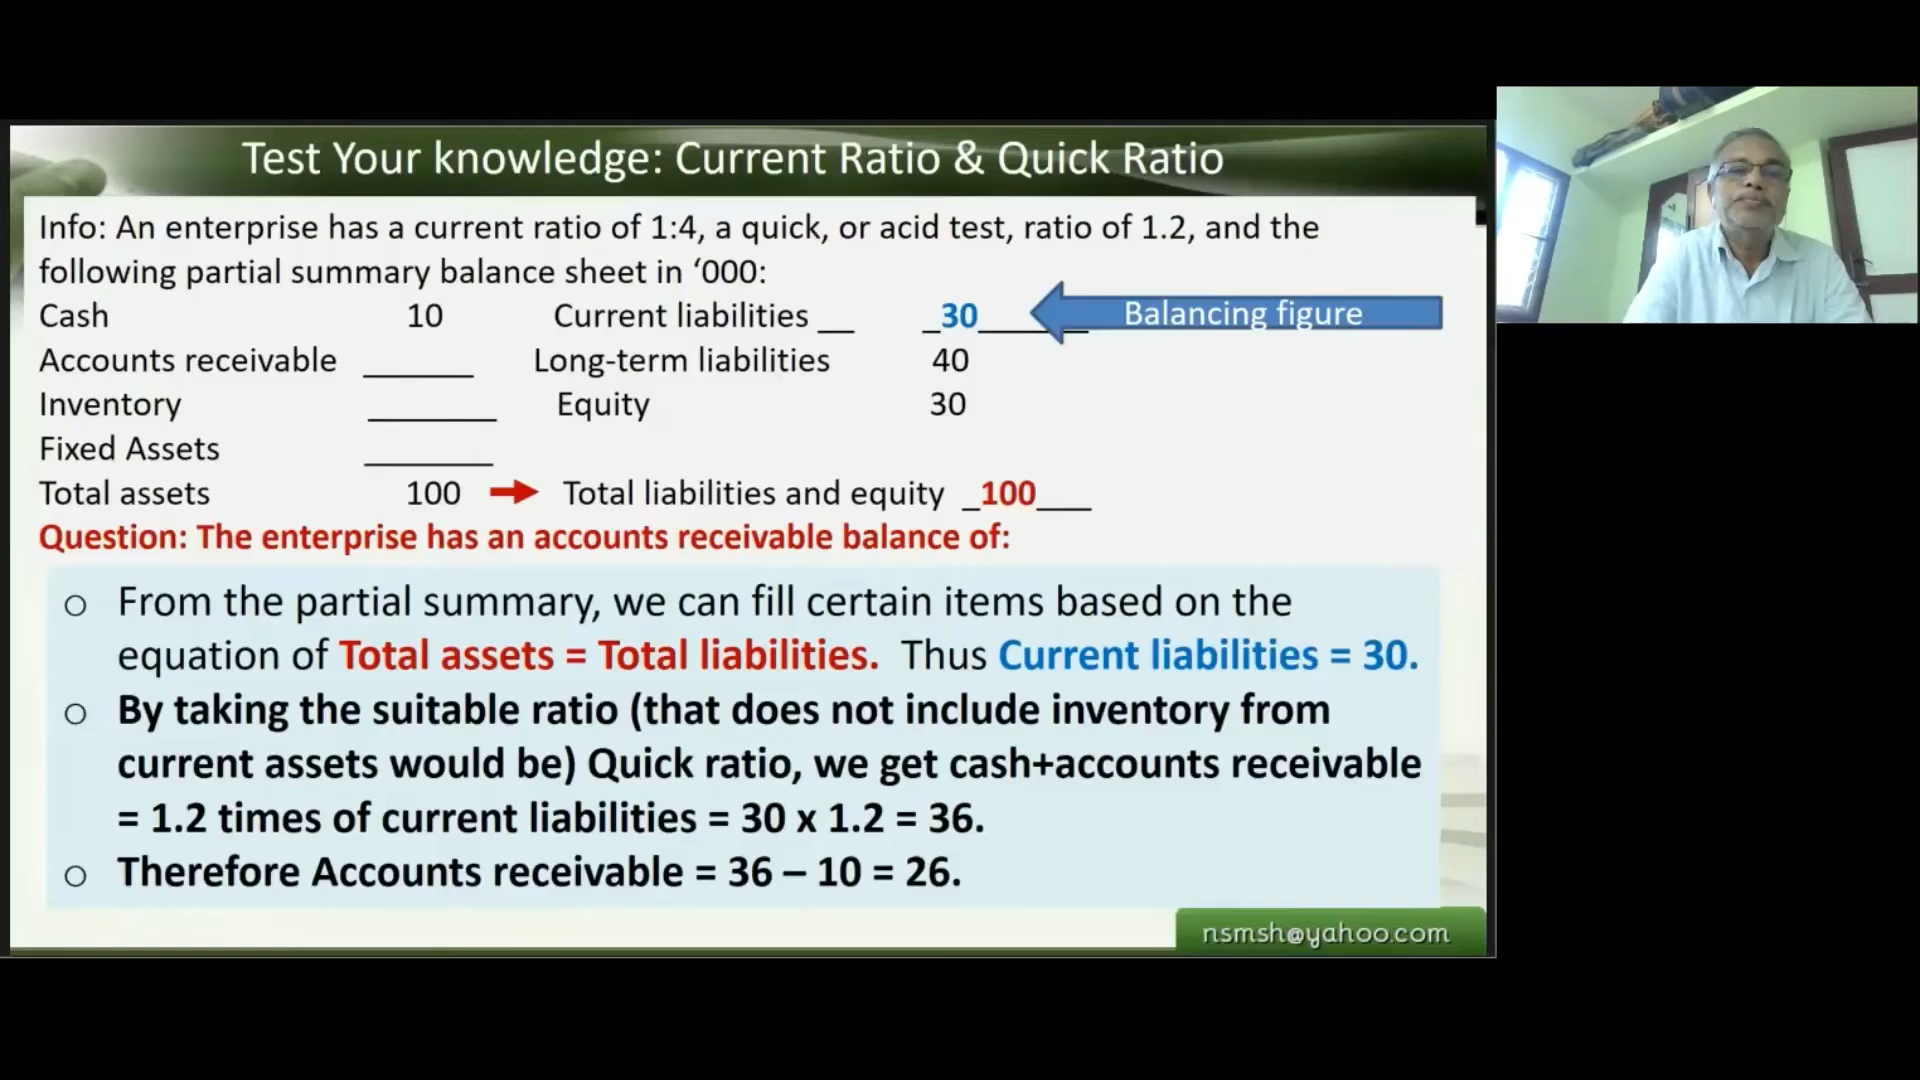 Test Your knowledge: Current Ratio & Quick Ratio
Info: An enterprise has a current ratio of 1:4, a quick, or acid test, ratio of 1.2, and the
following partial summary balance sheet in ‘000:
Cash 10 Current liabilities __ _30______ Balancing figure
Accounts receivable ______ Long-term liabilities 40
Inventory _______ Equity 30
Fixed Assets _______
Total assets 100 Total liabilities and equity _100___
Question: The enterprise has an accounts receivable balance of:
o From the partial summary, we can fill certain items based on the
equation of Total assets = Total liabilities. Thus Current liabilities = 30.
o By taking the suitable ratio (that does not include inventory from
current assets would be) Quick ratio, we get cash+accounts receivable
= 1.2 times of current liabilities = 30 x 1.2 = 36.
o Therefore Accounts receivable = 36 – 10 = 26.
nsmsh@yahoo.com